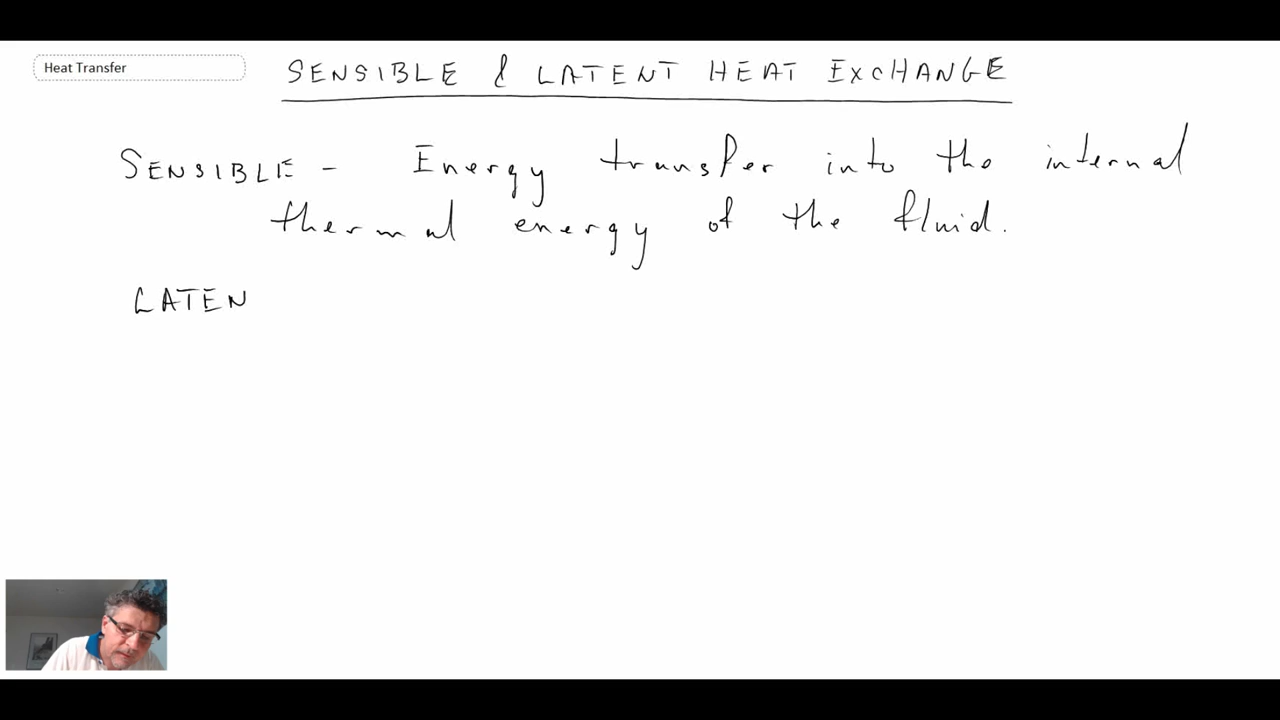 Heat Transfer
SENSIBLE & LATENT HEAT EXCHANGE
SENSIBLE - Energy transfer into the internal
thermal energy of the fluid.
LATEN